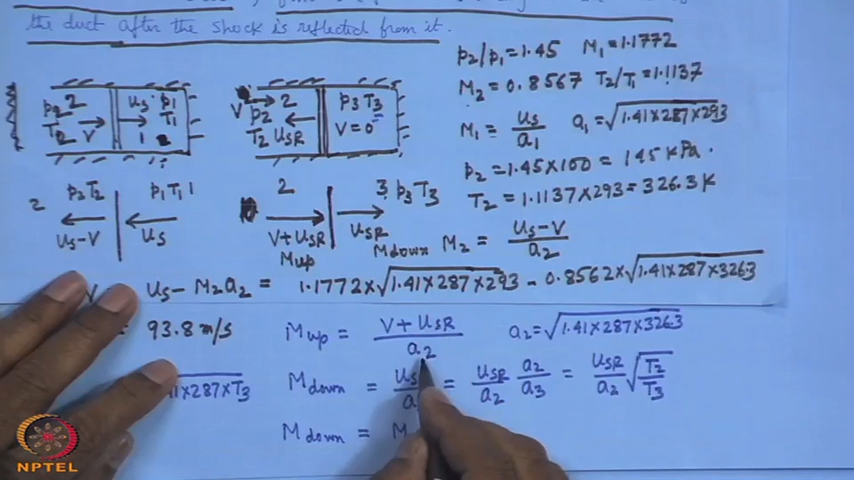 the duct after the shock is reflected from it.
p2/p1 = 1.45 M1 = 1.1772
M2 = 0.8567 T2/T1 = 1.1137
M1 = us/a1 a1 = √1.41×287×293
p2 = 1.45×100 = 145 kPa.
T2 = 1.1137×293 = 326.3 K
p2 2 us p1
T2 V T1
1
V 2 p3 T3
p2 V = 0
T2 usR
2 p2 T2 p1 T1 1
us-V us
2 3 p3 T3
V+usR usR
Mup Mdown M2 = us-V/a2
V us - M2a2 = 1.1772×√1.41×287×293 - 0.8562×√1.41×287×326.3
= 93.8 m/s Mup = V+usR/a2 a2 = √1.41×287×326.3
41×287×T3 Mdown = us/a = usR/a2 a2/a3 = usR/a2 √T2/T3
Mdown = M
NPTEL